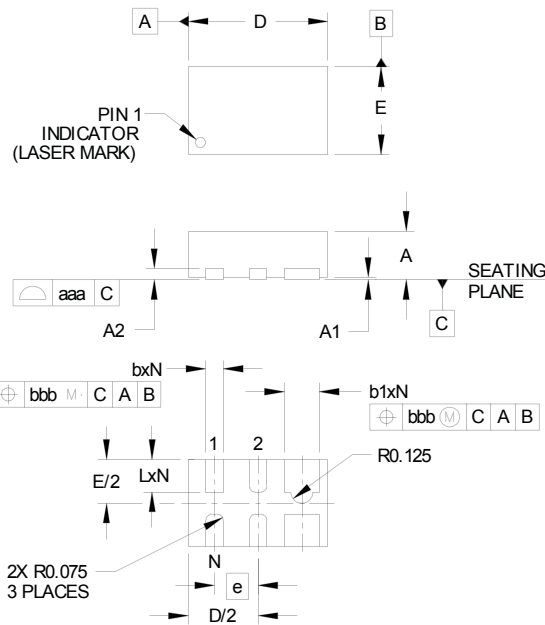 A
D
B
E
PIN 1
INDICATOR
(LASER MARK)
A
SEATING
PLANE
aaa C
A2
A1
C
bxN
b1xN
bbb M C A B
bbb M C A B
1 2
R0.125
E/2
LxN
2X R0.075
3 PLACES
N
e
D/2